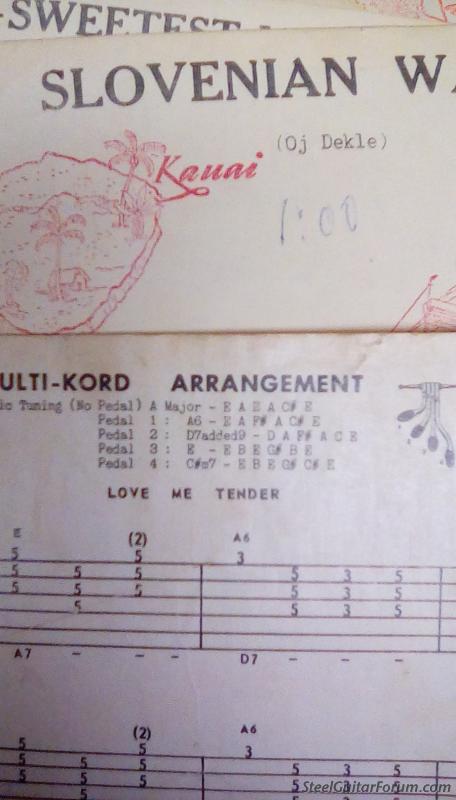 -SWEETEST
SLOVENIAN WA
(Oj Dekle)
Kauai
1:00
ULTI-KORD ARRANGEMENT
ic Tuning (No Pedal) A Major - E A E A C# E
Pedal 1 : A6 - E A F# A C# E
Pedal 2 : D7added9 - D A F# A C E
Pedal 3 : E - E B E G# B E
Pedal 4 : C#m7 - E B E G# C# E
LOVE ME TENDER
E (2) A6
5 5 3
5 5 5 5 3 5
5 5 5 5 3 5
5 5 3 5
A7 - - - D7 - - -
(2) A6
5 5 3
5 5 5 5 3 5
5 5 5
5
SteelGuitarForum.com